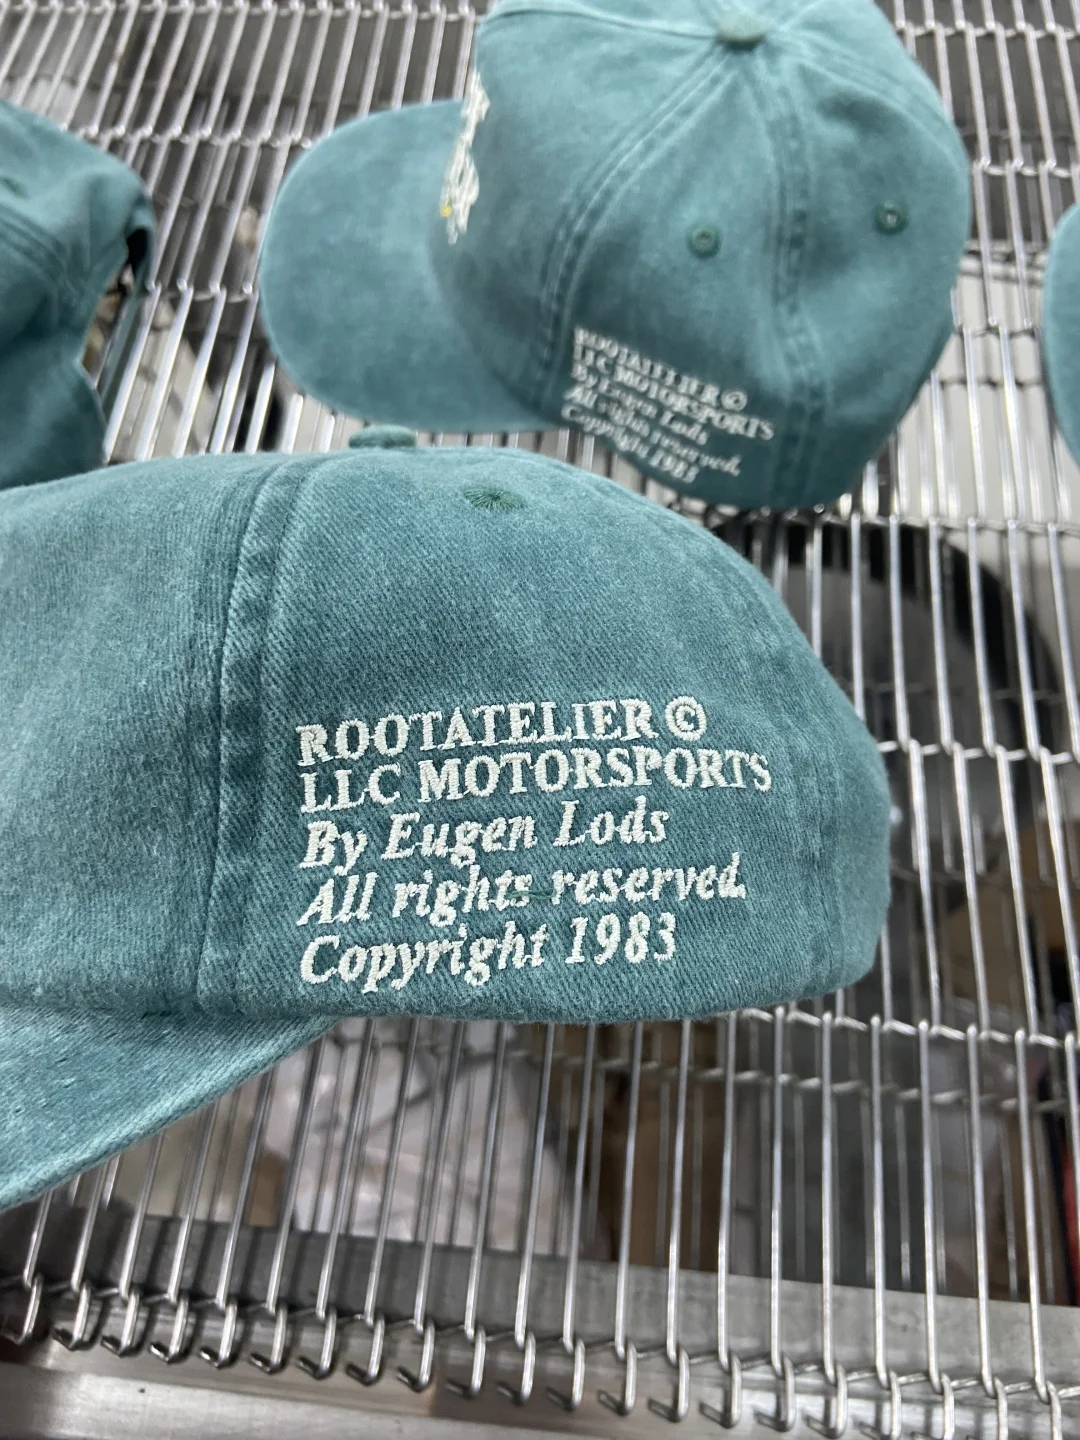 ROOTATELIER ©
LLC MOTORSPORTS
By Eugen Lods
All rights reserved.
Copyright 1983
ROOTATELIER ©
LLC MOTORSPORTS
By Eugen Lods
All rights reserved.
Copyright 1983